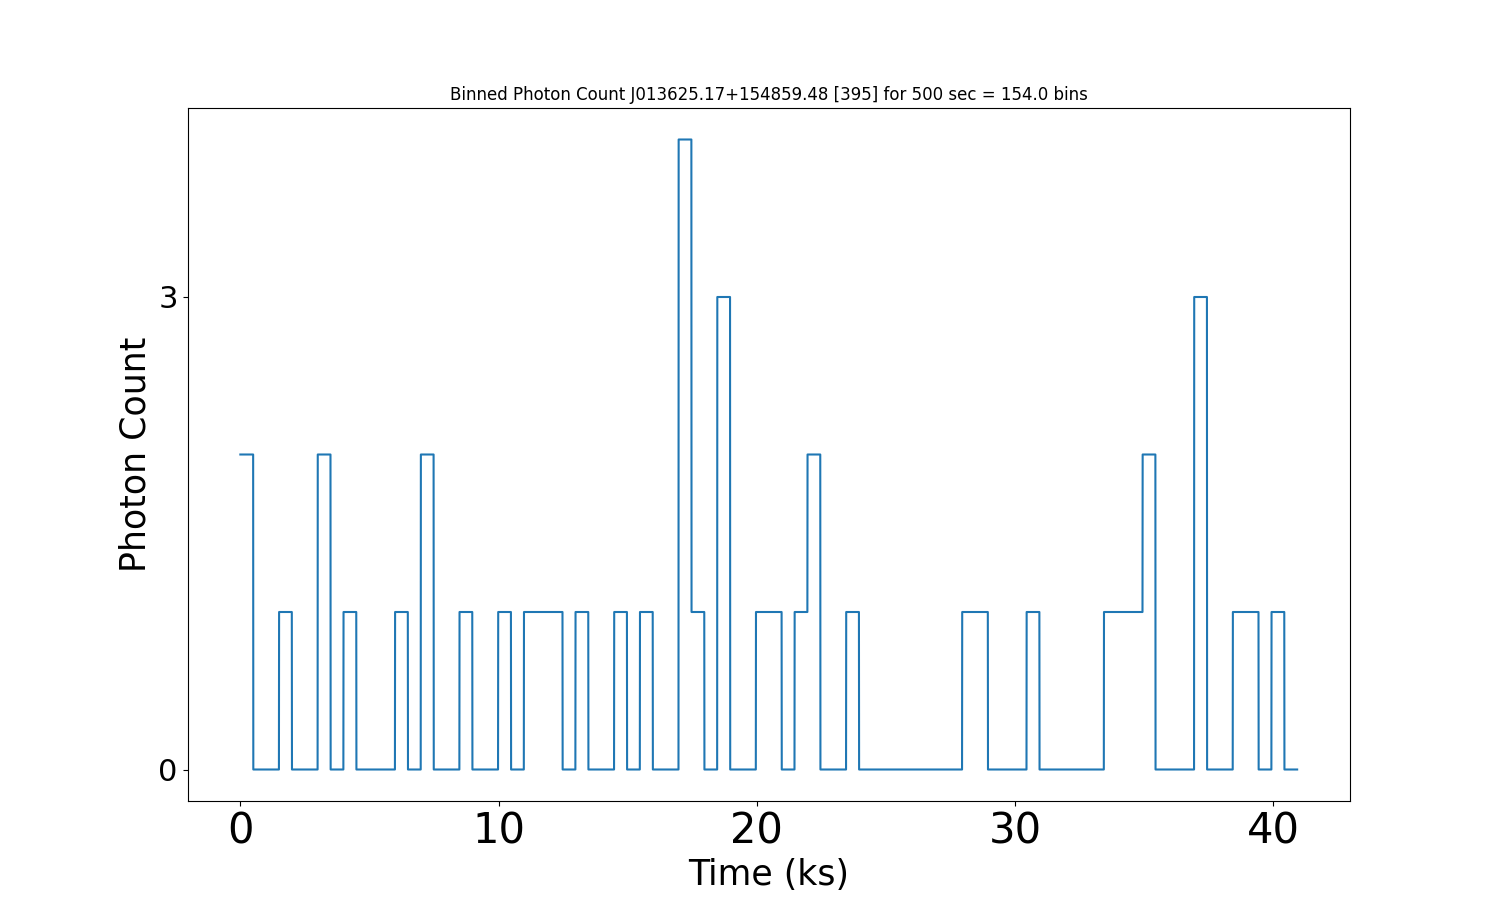 Binned Photon Count J013625.17+154859.48 [395] for 500 sec = 154.0 bins
Photon Count
3
0
0 10 20 30 40
Time (ks)